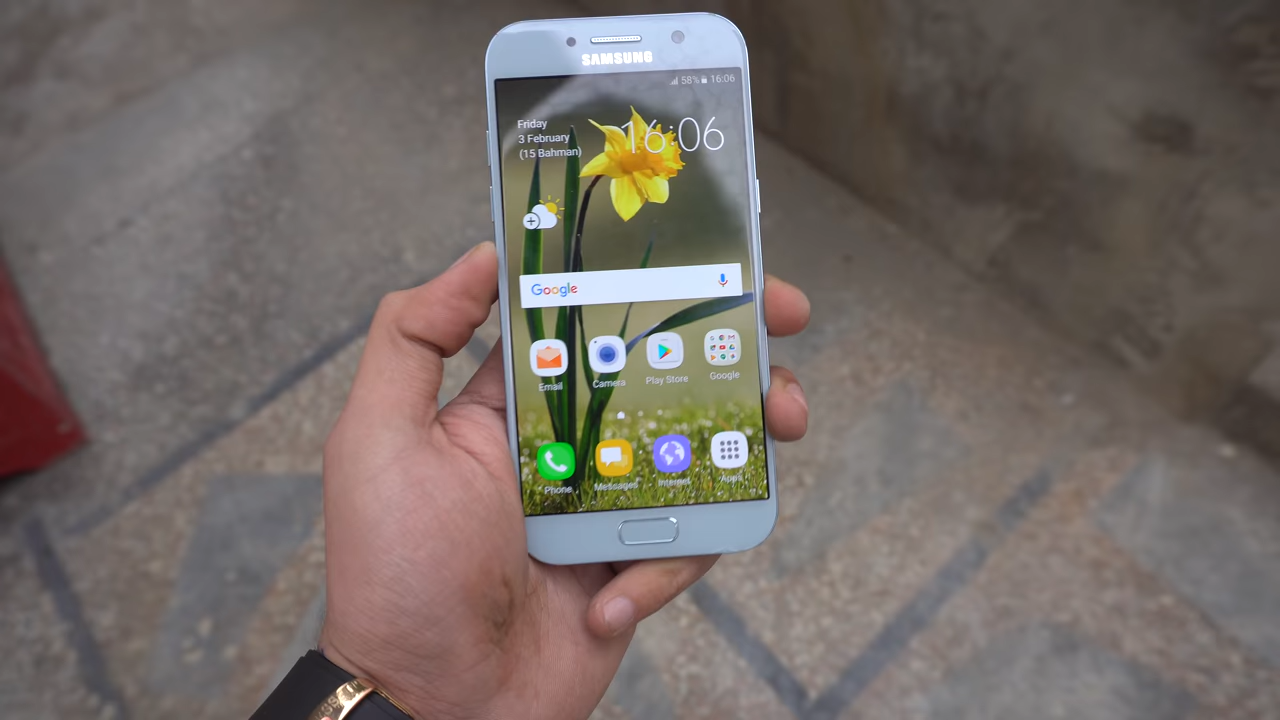 SAMSUNG
58% 16:06
Friday
3 February
(15 Bahman)
16:06
Google
Email
Camera
Play Store
Google
Phone
Messages
Internet
Apps